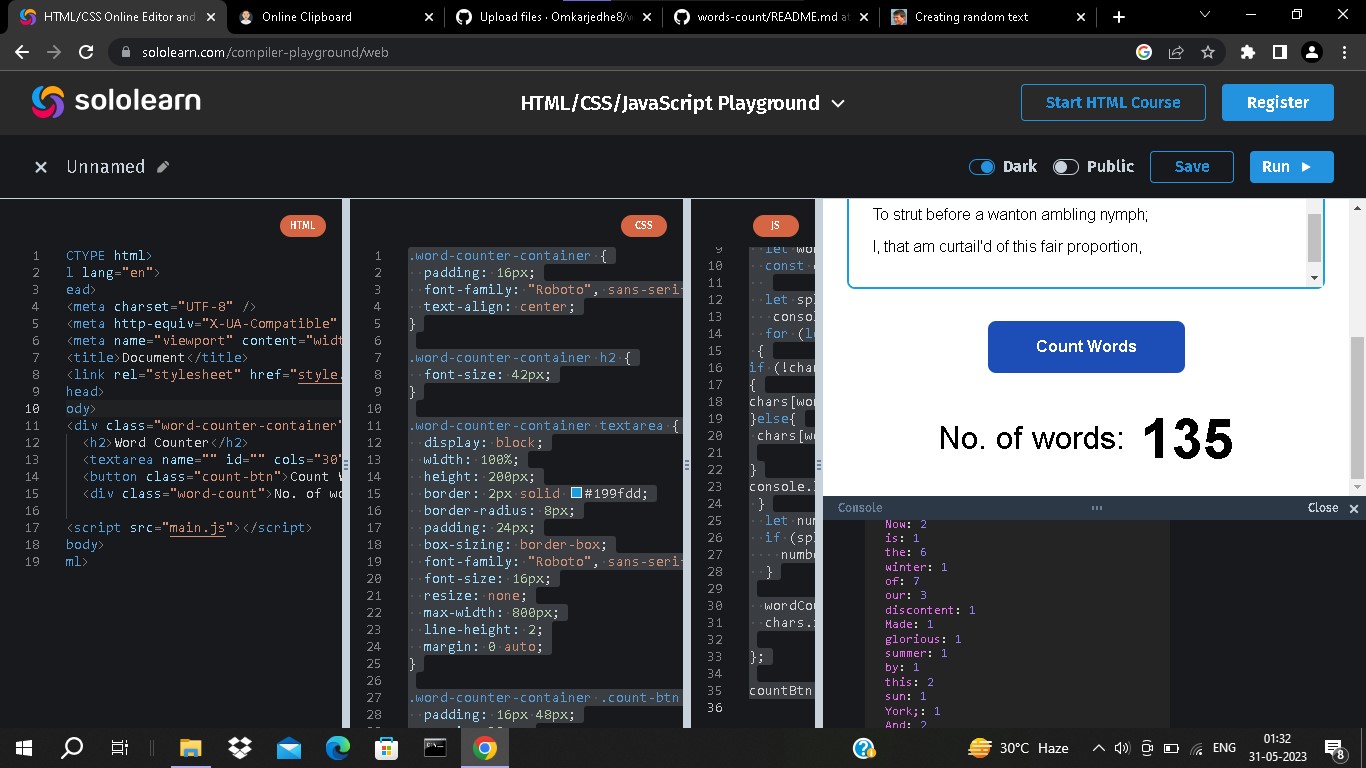 HTML/CSS Online Editor and
Online Clipboard
Upload files · Omkarjedhe8/w
words-count/README.md at
Creating random text
sololearn.com/compiler-playground/web
sololearn
HTML/CSS/JavaScript Playground
Start HTML Course
Register
Unnamed
Dark
Public
Save
Run
HTML
1 CTYPE html>
2 l lang="en">
3 ead>
4 <meta charset="UTF-8" />
5 <meta http-equiv="X-UA-Compatible"
6 <meta name="viewport" content="widt
7 <title>Document</title>
8 <link rel="stylesheet" href="style.
9 head>
10 ody>
11 <div class="word-counter-container"
12 <h2>Word Counter</h2>
13 <textarea name="" id="" cols="30"
14 <button class="count-btn">Count W
15 <div class="word-count">No. of wo
16
17 <script src="main.js"></script>
18 body>
19 ml>
CSS
1 .word-counter-container {
2 padding: 16px;
3 font-family: "Roboto", sans-seri
4 text-align: center;
5 }
6
7 .word-counter-container h2 {
8 font-size: 42px;
9 }
10
11 .word-counter-container textarea {
12 display: block;
13 width: 100%;
14 height: 200px;
15 border: 2px solid #199fdd;
16 border-radius: 8px;
17 padding: 24px;
18 box-sizing: border-box;
19 font-family: "Roboto", sans-seri
20 font-size: 16px;
21 resize: none;
22 max-width: 800px;
23 line-height: 2;
24 margin: 0 auto;
25 }
26
27 .word-counter-container .count-btn
28 padding: 16px 48px;
JS
9 let wor
10 const c
11
12 let spl
13 consol
14 for (le
15 {
16 if (!char
17 {
18 chars[wor
19 }else{
20 chars[wo
21
22 }
23 console.l
24 }
25 let num
26 if (spl
27 numbe
28 }
29
30 wordCou
31 chars.
32
33 };
34
35 countBtn
36
To strut before a wanton ambling nymph;
I, that am curtail'd of this fair proportion,
Count Words
No. of words: 135
Console
Close
Now: 2
is: 1
the: 6
winter: 1
of: 7
our: 3
discontent: 1
Made: 1
glorious: 1
summer: 1
by: 1
this: 2
sun: 1
York;: 1
And: 2
30°C Haze
ENG
01:32
31-05-2023
8